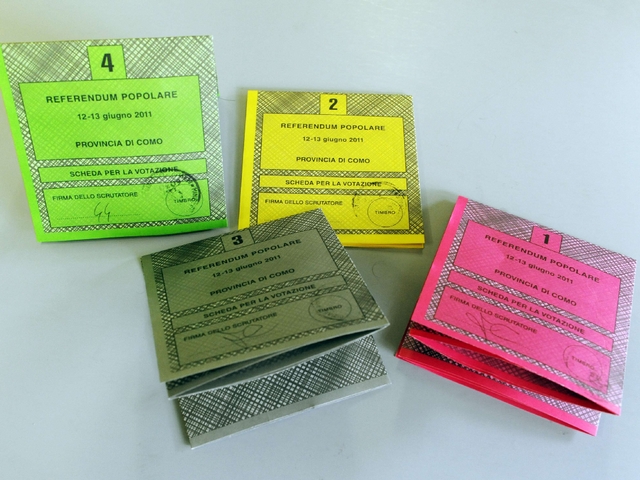 4
REFERENDUM POPOLARE
12-13 giugno 2011
PROVINCIA DI COMO
SCHEDA PER LA VOTAZIONE
FIRMA DELLO SCRUTATORE
TIMBRO
2
REFERENDUM POPOLARE
12-13 giugno 2011
PROVINCIA DI COMO
SCHEDA PER LA VOTAZIONE
FIRMA DELLO SCRUTATORE
TIMBRO
3
REFERENDUM POPOLARE
12-13 giugno 2011
PROVINCIA DI COMO
SCHEDA PER LA VOTAZIONE
FIRMA DELLO SCRUTATORE
TIMBRO
1
REFERENDUM POPOLARE
12-13 giugno 2011
PROVINCIA DI COMO
SCHEDA PER LA VOTAZIONE
FIRMA DELLO SCRUTATORE
TIMBRO